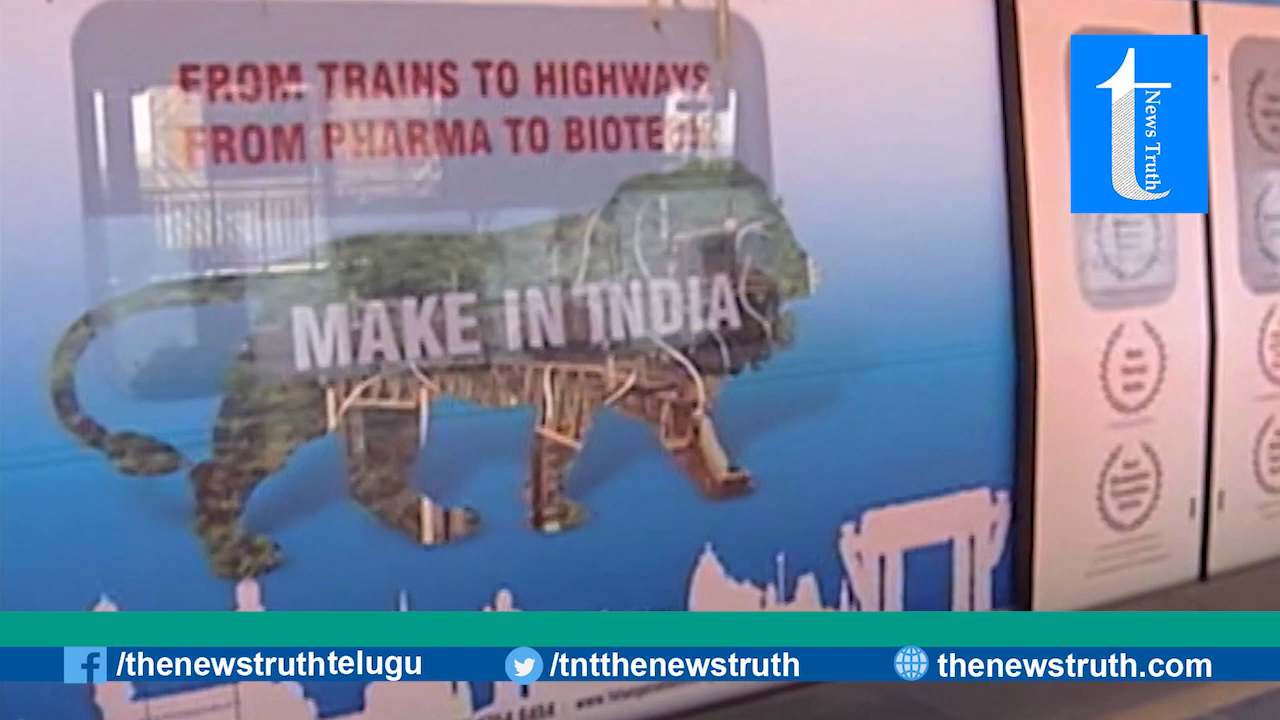 FROM TRAINS TO HIGHWAYS
FROM PHARMA TO BIOTECH
MAKE IN INDIA
t
News Truth
/thenewstruthtelugu
/tntthenewstruth
thenewstruth.com